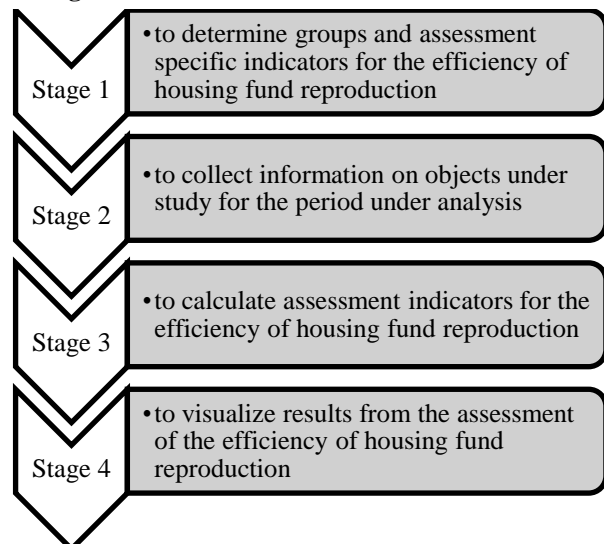 Stage 1
•to determine groups and assessment
specific indicators for the efficiency of
housing fund reproduction
Stage 2
•to collect information on objects under
study for the period under analysis
Stage 3
•to calculate assessment indicators for the
efficiency of housing fund reproduction
Stage 4
•to visualize results from the assessment
of the efficiency of housing fund
reproduction